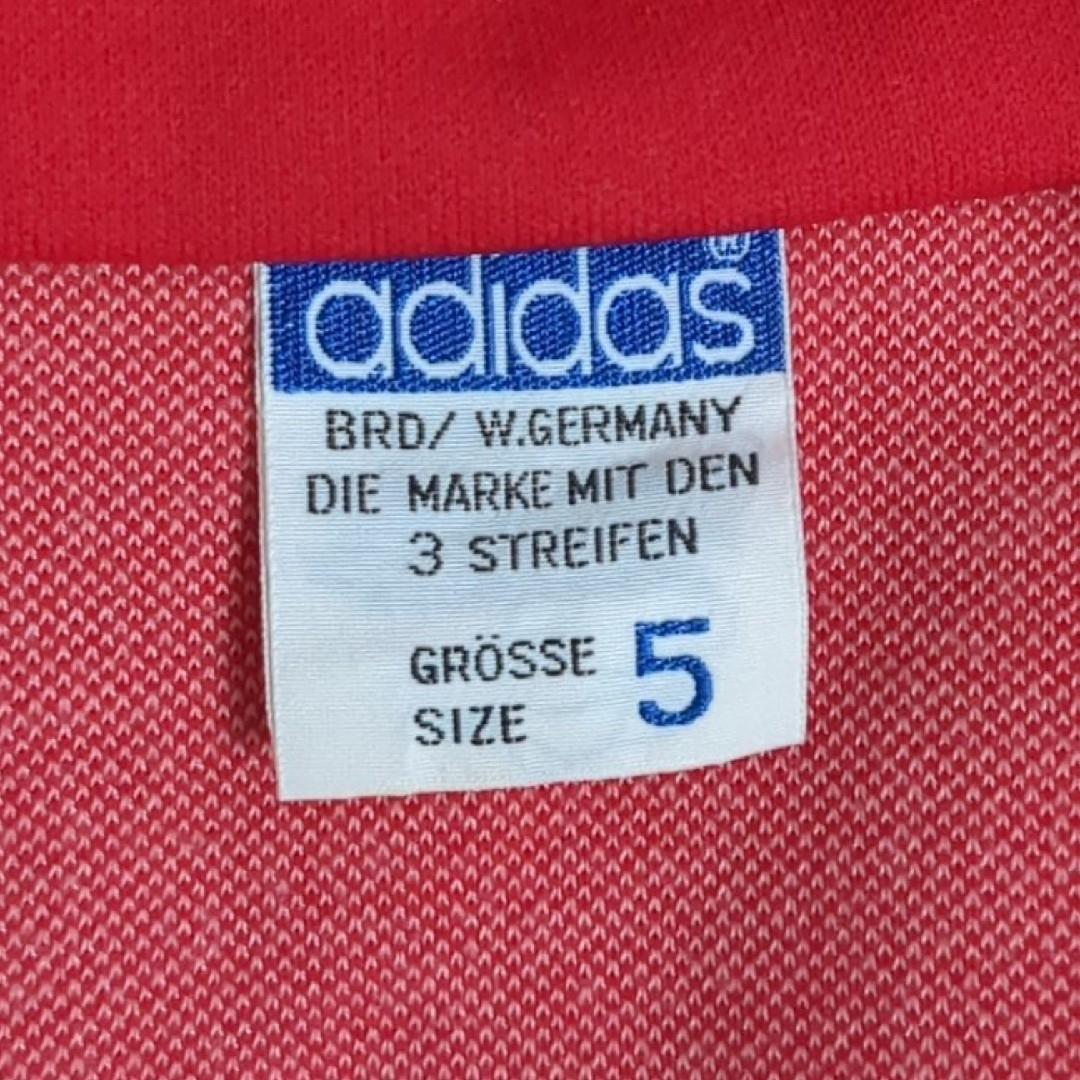 adidas®
BRD/ W.GERMANY
DIE MARKE MIT DEN
3 STREIFEN
GRÖSSE 5
SIZE